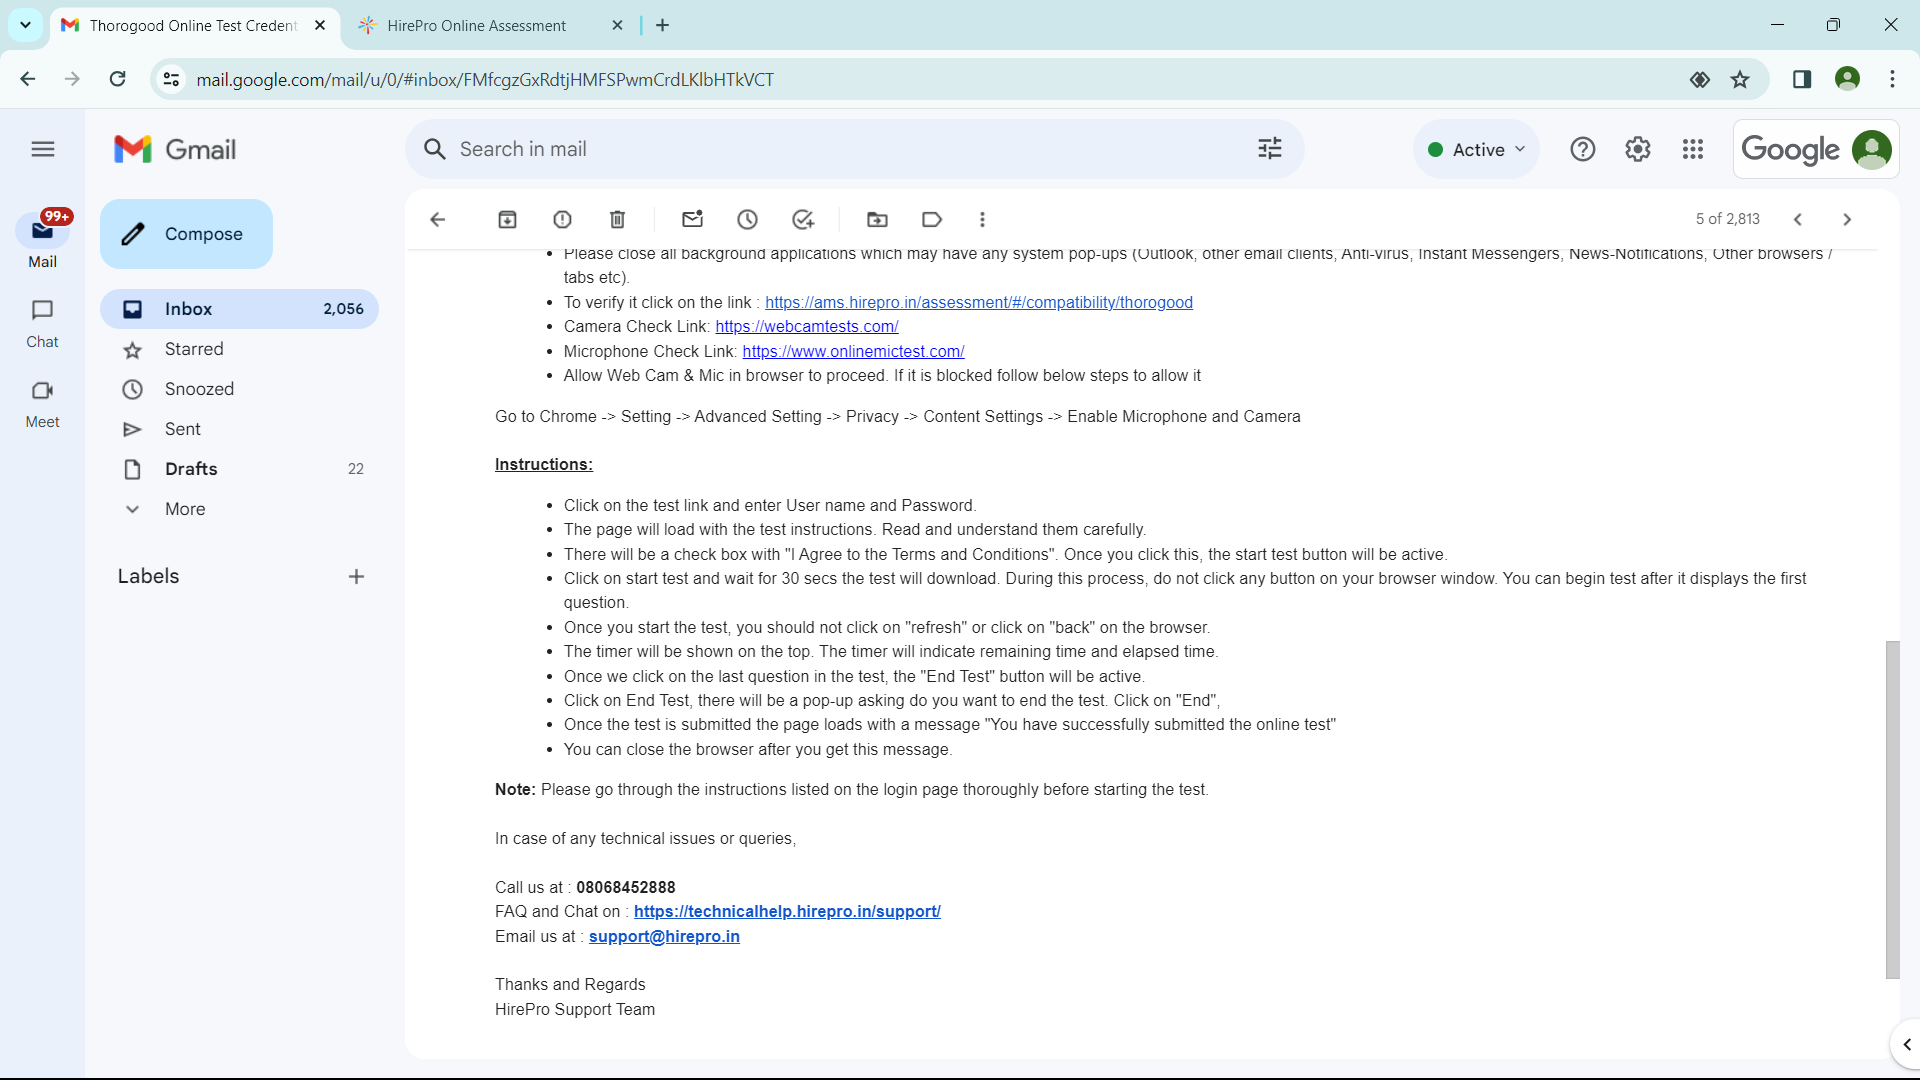 Thorogood Online Test Credent
HirePro Online Assessment
mail.google.com/mail/u/0/#inbox/FMfcgzGxRdtjHMFSPwmCrdLKlbHTkVCT
Gmail
Search in mail
Active
Google
99+
Mail
Chat
Meet
Compose
Inbox 2,056
Starred
Snoozed
Sent
Drafts 22
More
Labels
5 of 2,813
• Please close all background applications which may have any system pop-ups (Outlook, other email clients, Anti-virus, Instant Messengers, News-Notifications, Other browsers /
tabs etc).
• To verify it click on the link : https://ams.hirepro.in/assessment/#/compatibility/thorogood
• Camera Check Link: https://webcamtests.com/
• Microphone Check Link: https://www.onlinemictest.com/
• Allow Web Cam & Mic in browser to proceed. If it is blocked follow below steps to allow it
Go to Chrome -> Setting -> Advanced Setting -> Privacy -> Content Settings -> Enable Microphone and Camera
Instructions:
• Click on the test link and enter User name and Password.
• The page will load with the test instructions. Read and understand them carefully.
• There will be a check box with "I Agree to the Terms and Conditions". Once you click this, the start test button will be active.
• Click on start test and wait for 30 secs the test will download. During this process, do not click any button on your browser window. You can begin test after it displays the first
question.
• Once you start the test, you should not click on "refresh" or click on "back" on the browser.
• The timer will be shown on the top. The timer will indicate remaining time and elapsed time.
• Once we click on the last question in the test, the "End Test" button will be active.
• Click on End Test, there will be a pop-up asking do you want to end the test. Click on "End",
• Once the test is submitted the page loads with a message "You have successfully submitted the online test"
• You can close the browser after you get this message.
Note: Please go through the instructions listed on the login page thoroughly before starting the test.
In case of any technical issues or queries,
Call us at : 08068452888
FAQ and Chat on : https://technicalhelp.hirepro.in/support/
Email us at : support@hirepro.in
Thanks and Regards
HirePro Support Team